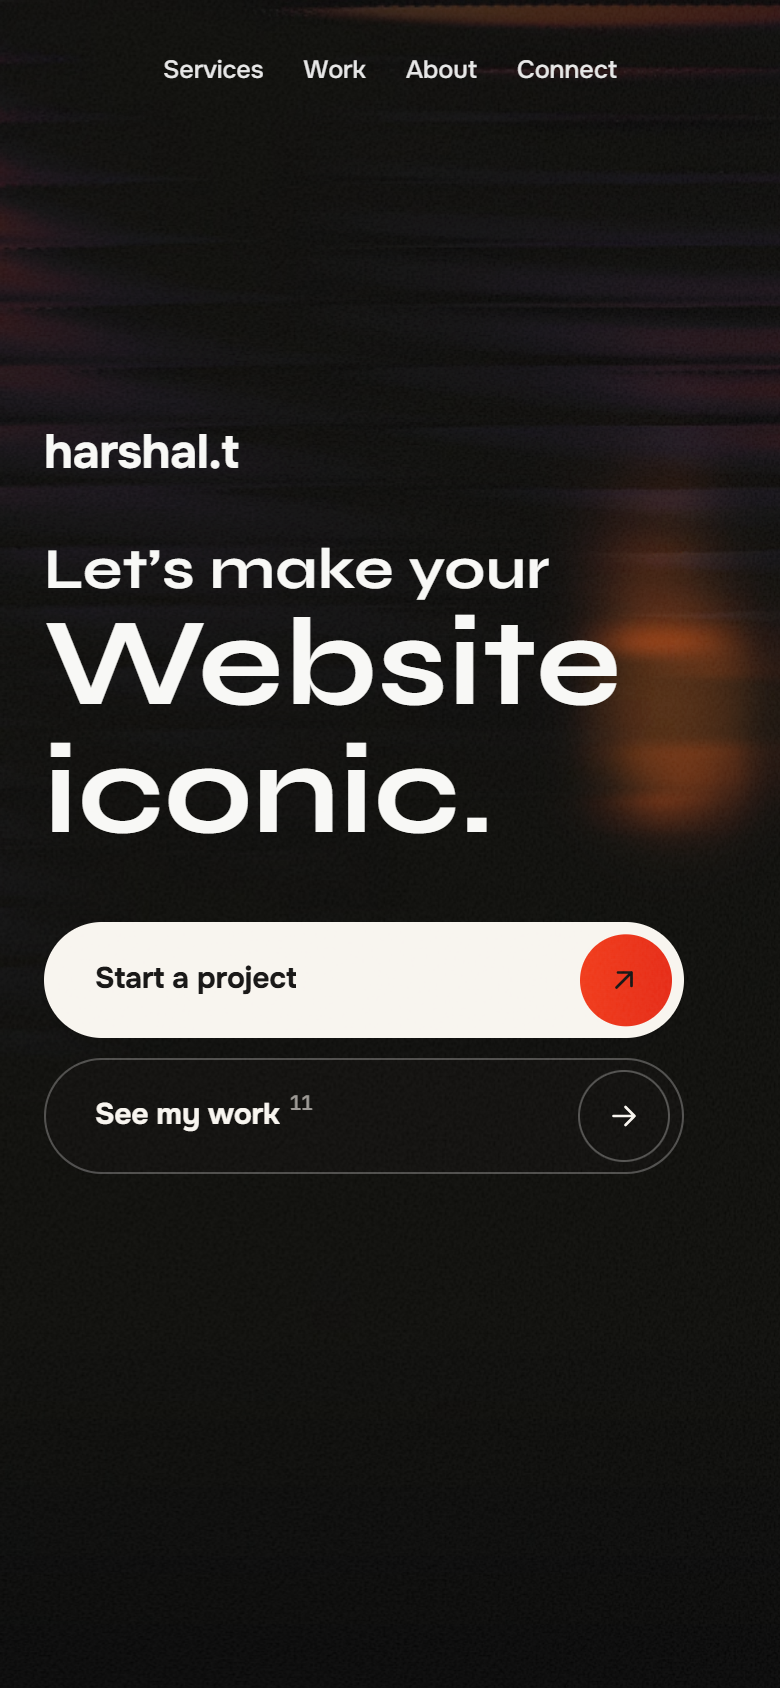 Services Work About Connect
harshal.t
Let’s make your
Website
iconic.
Start a project
See my work 11